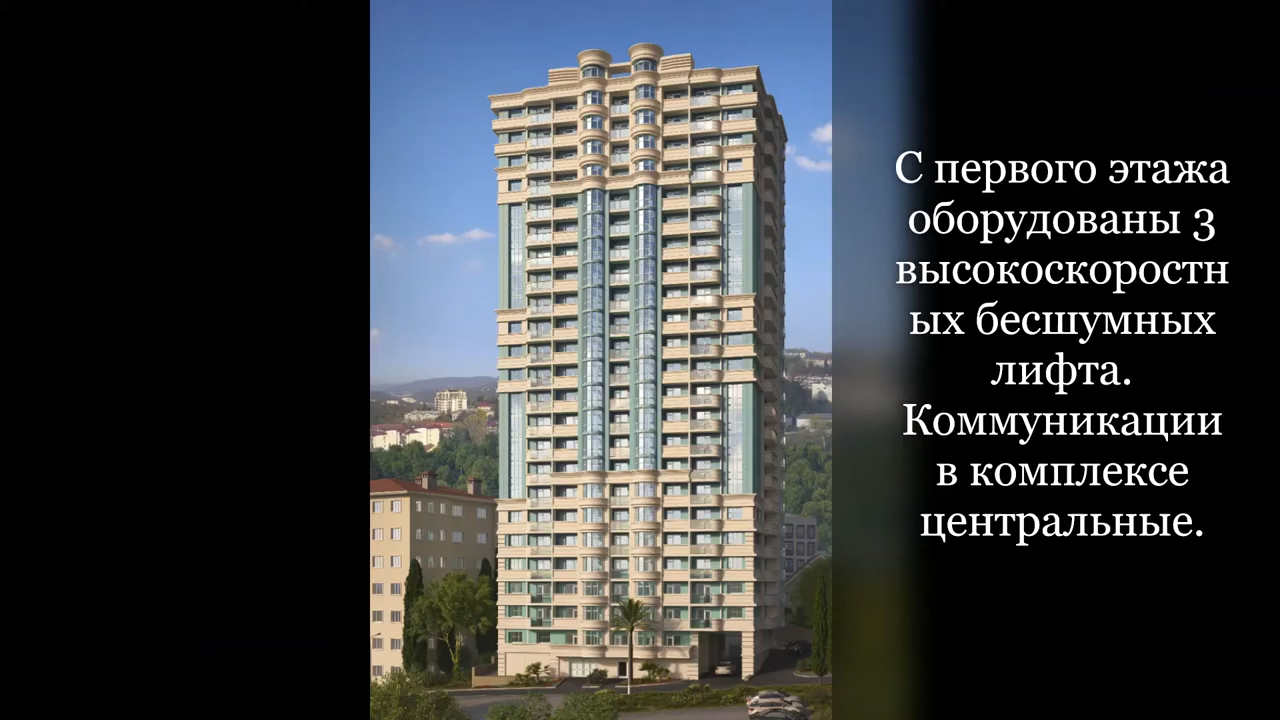 С первого этажа
оборудованы 3
высокоскоростн
ых бесшумных
лифта.
Коммуникации
в комплексе
центральные.